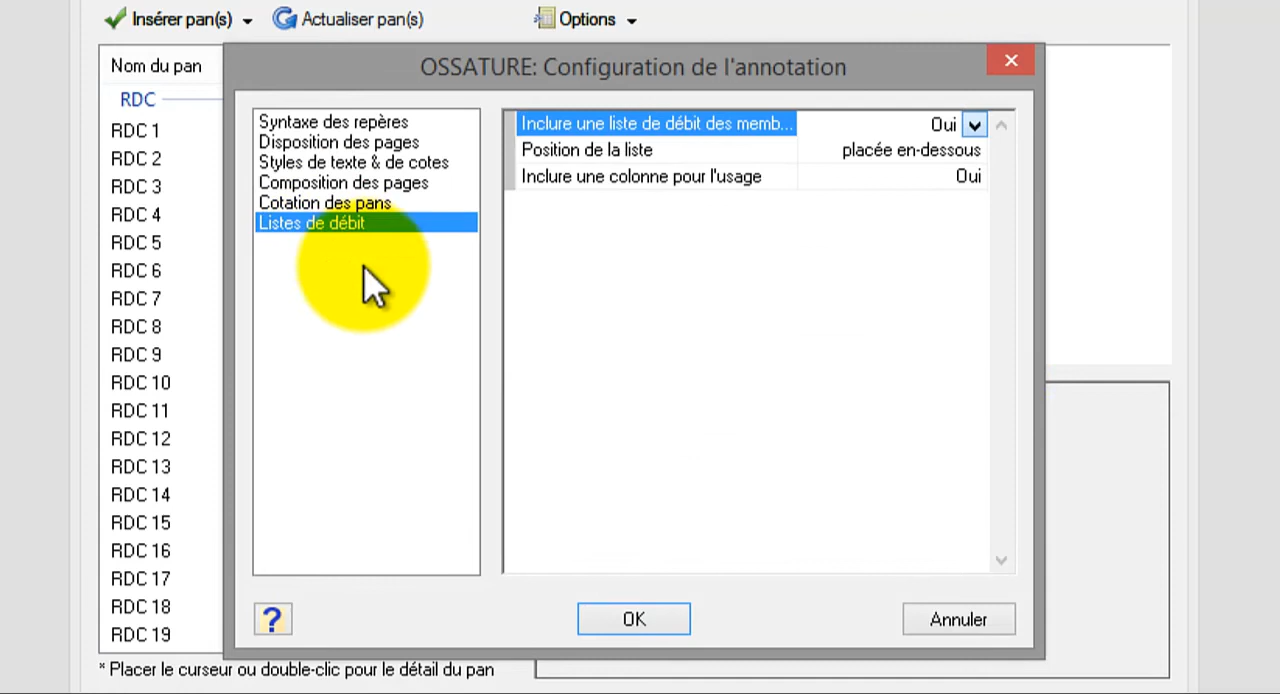 Insérer pan(s) Actualiser pan(s) Options
OSSATURE: Configuration de l'annotation
Nom du pan
RDC
RDC 1
RDC 2
RDC 3
RDC 4
RDC 5
RDC 6
RDC 7
RDC 8
RDC 9
RDC 10
RDC 11
RDC 12
RDC 13
RDC 14
RDC 15
RDC 16
RDC 17
RDC 18
RDC 19
Syntaxe des repères
Disposition des pages
Styles de texte & de cotes
Composition des pages
Cotation des pans
Listes de débit
Inclure une liste de débit des memb... Oui
Position de la liste placée en-dessous
Inclure une colonne pour l'usage Oui
? OK Annuler
* Placer le curseur ou double-clic pour le détail du pan